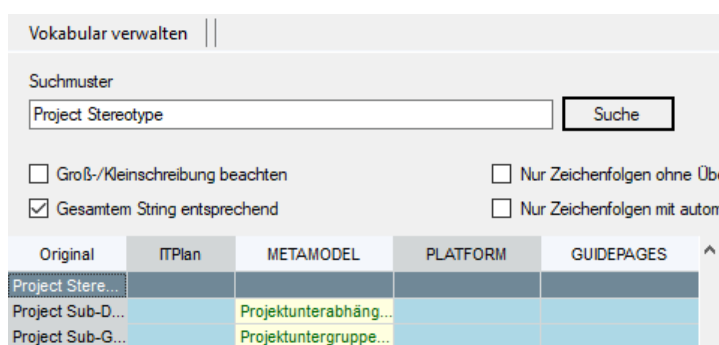 Vokabular verwalten
Suchmuster
Project Stereotype Suche
Groß-/Kleinschreibung beachten Nur Zeichenfolgen ohne Übe
Gesamtem String entsprechend Nur Zeichenfolgen mit autom
Original ITPlan METAMODEL PLATFORM GUIDEPAGES
Project Stere...
Project Sub-D... Projektunterabhäng...
Project Sub-G... Projektuntergruppe...